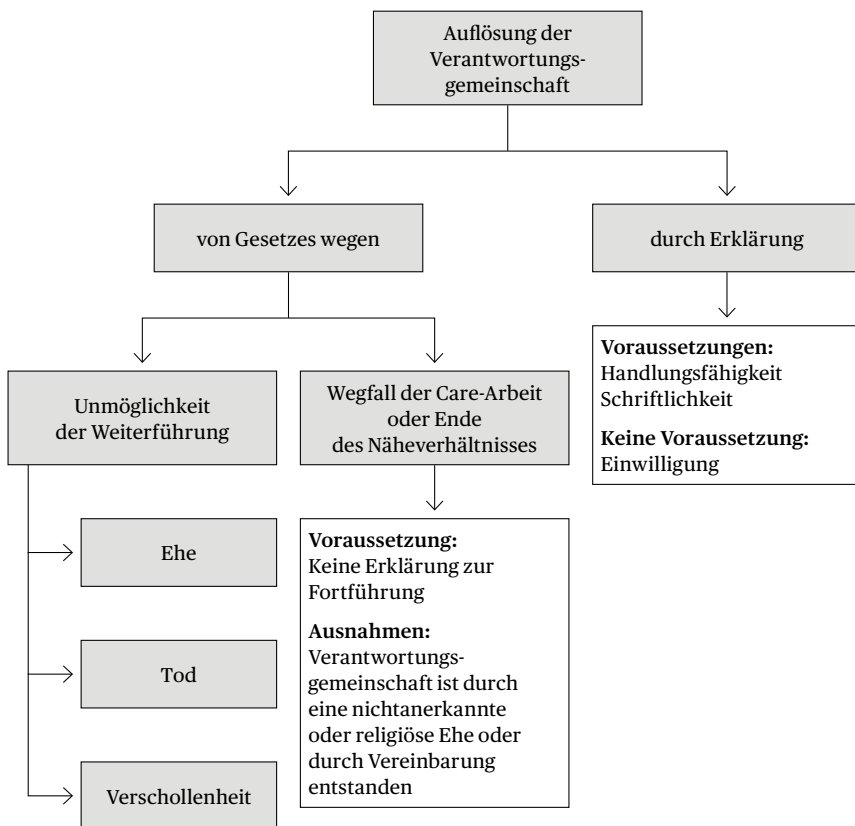 Auflösung der
Verantwortungs-
gemeinschaft
von Gesetzes wegen
durch Erklärung
Unmöglichkeit
der Weiterführung
Wegfall der Care-Arbeit
oder Ende
des Näheverhältnisses
Voraussetzungen:
Handlungsfähigkeit
Schriftlichkeit
Keine Voraussetzung:
Einwilligung
Ehe
Tod
Verschollenheit
Voraussetzung:
Keine Erklärung zur
Fortführung
Ausnahmen:
Verantwortungs-
gemeinschaft ist durch
eine nichtanerkannte
oder religiöse Ehe oder
durch Vereinbarung
entstanden